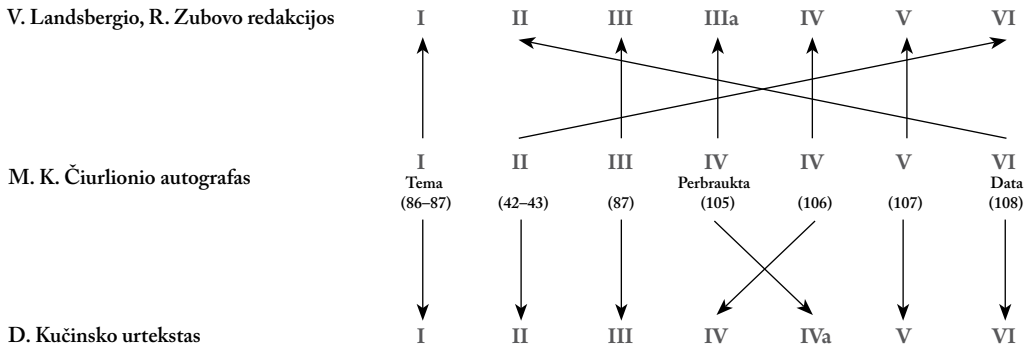 V. Landsbergio, R. Zubovo redakcijos I II III IIIa IV V VI
M. K. Čiurlionio autografas I II III IV IV V VI
Tema Perbraukta Data
(86–87) (42–43) (87) (105) (106) (107) (108)
D. Kučinsko urtekstas I II III IV IVa V VI